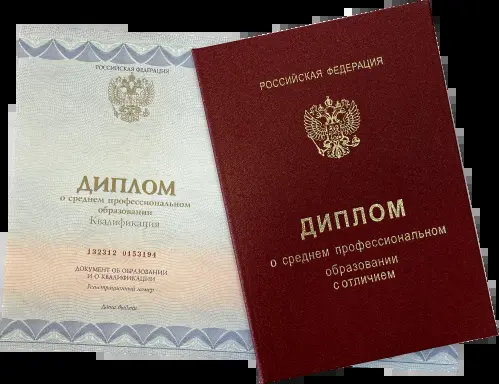 РОССИЙСКАЯ ФЕДЕРАЦИЯ
ДИПЛОМ
о среднем профессиональном
образовании
Квалификация
132312 0153194
ДОКУМЕНТ ОБ ОБРАЗОВАНИИ
И О КВАЛИФИКАЦИИ
Регистрационный номер
Дата выдачи
РОССИЙСКАЯ ФЕДЕРАЦИЯ
ДИПЛОМ
о среднем профессиональном
образовании
с отличием